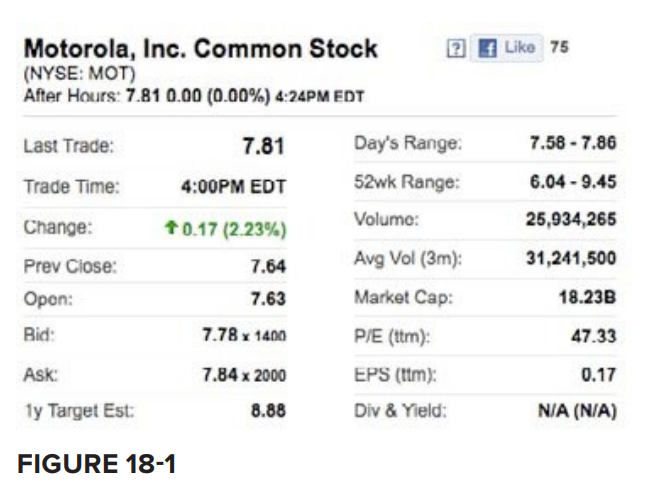 Motorola, Inc. Common Stock
? f Like 75
(NYSE: MOT)
After Hours: 7.81 0.00 (0.00%) 4:24PM EDT
Last Trade: 7.81
Trade Time: 4:00PM EDT
Change: ↑ 0.17 (2.23%)
Prev Close: 7.64
Open: 7.63
Bid: 7.78 x 1400
Ask: 7.84 x 2000
1y Target Est: 8.88
Day's Range: 7.58 - 7.86
52wk Range: 6.04 - 9.45
Volume: 25,934,265
Avg Vol (3m): 31,241,500
Market Cap: 18.23B
P/E (ttm): 47.33
EPS (ttm): 0.17
Div & Yield: N/A (N/A)
FIGURE 18-1